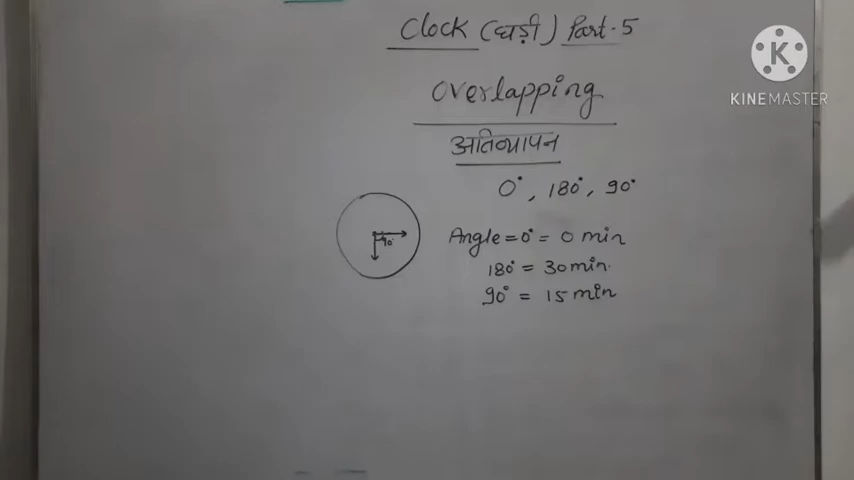 Clock (घड़ी) Part-5
Overlapping
अतिव्यापन
0°, 180°, 90°
90°
Angle = 0° = 0 min
180° = 30 min.
90° = 15 min
K
KINEMASTER